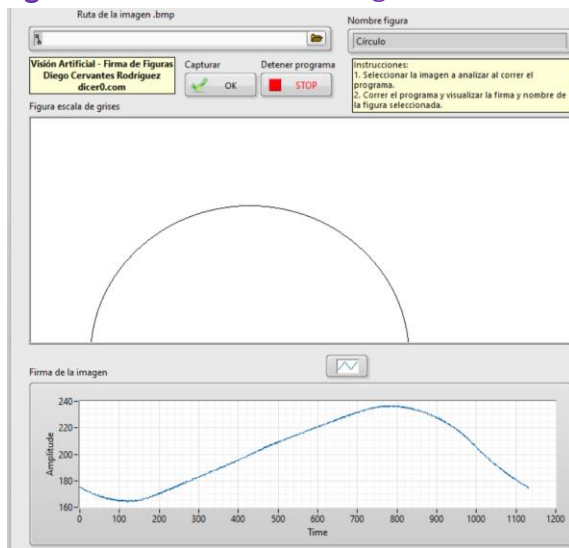 Ruta de la imagen .bmp
Nombre figura
Círculo
Visión Artificial - Firma de Figuras
Diego Cervantes Rodríguez
dicer0.com
Capturar
OK
Detener programa
STOP
Instrucciones:
1. Seleccionar la imagen a analizar al correr el
programa.
2. Correr el programa y visualizar la firma y nombre de
la figura seleccionada.
Figura escala de grises
Firma de la imagen
Amplitude
240
220
200
180
160
0 100 200 300 400 500 600 700 800 900 1000 1100 1200
Time